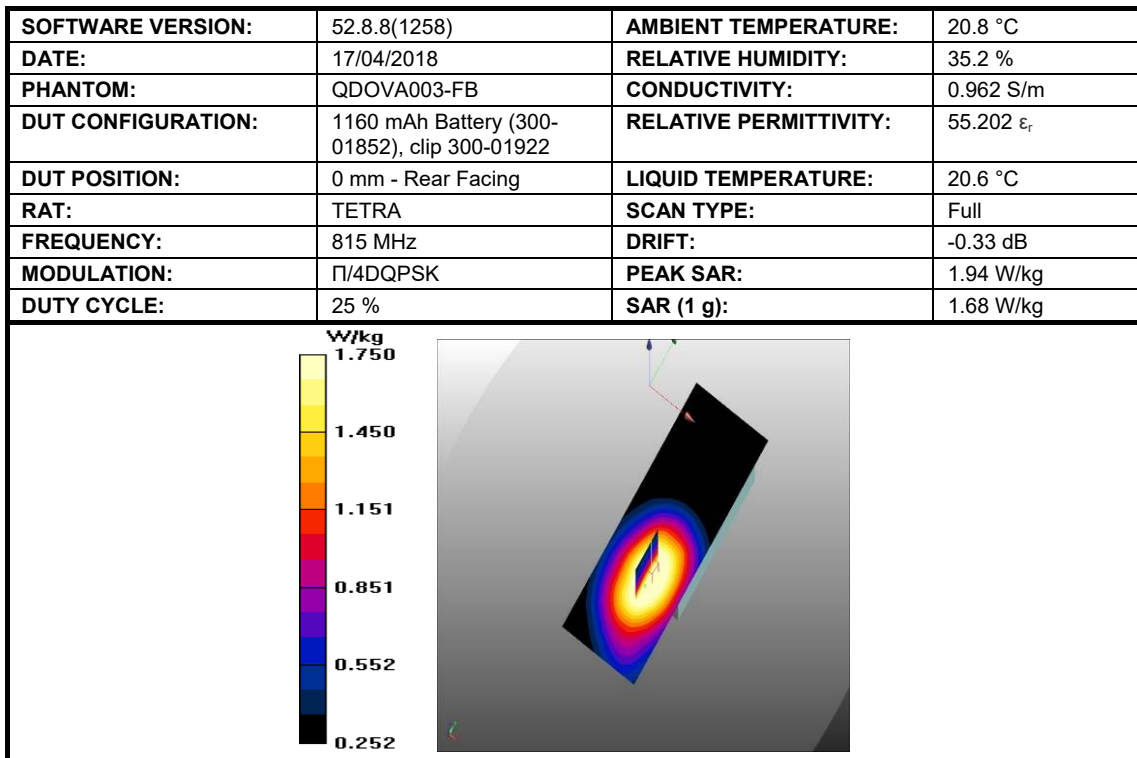 SOFTWARE VERSION: 52.8.8(1258) AMBIENT TEMPERATURE: 20.8 °C
DATE: 17/04/2018 RELATIVE HUMIDITY: 35.2 %
PHANTOM: QDOVA003-FB CONDUCTIVITY: 0.962 S/m
DUT CONFIGURATION: 1160 mAh Battery (300- RELATIVE PERMITTIVITY: 55.202 εr
01852), clip 300-01922
DUT POSITION: 0 mm - Rear Facing LIQUID TEMPERATURE: 20.6 °C
RAT: TETRA SCAN TYPE: Full
FREQUENCY: 815 MHz DRIFT: -0.33 dB
MODULATION: Π/4DQPSK PEAK SAR: 1.94 W/kg
DUTY CYCLE: 25 % SAR (1 g): 1.68 W/kg
W/kg
1.750
1.450
1.151
0.851
0.552
0.252